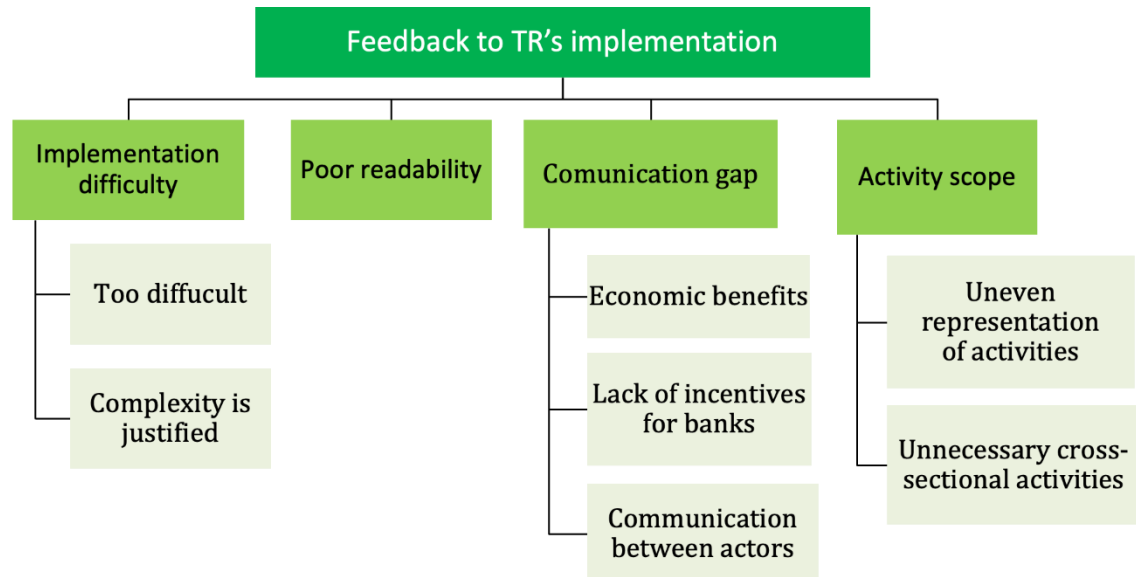 Feedback to TR's implementation
Implementation
difficulty
Poor readability
Comunication gap
Activity scope
Too diffucult
Complexity is
justified
Economic benefits
Lack of incentives
for banks
Communication
between actors
Uneven
representation
of activities
Unnecessary cross-
sectional activities